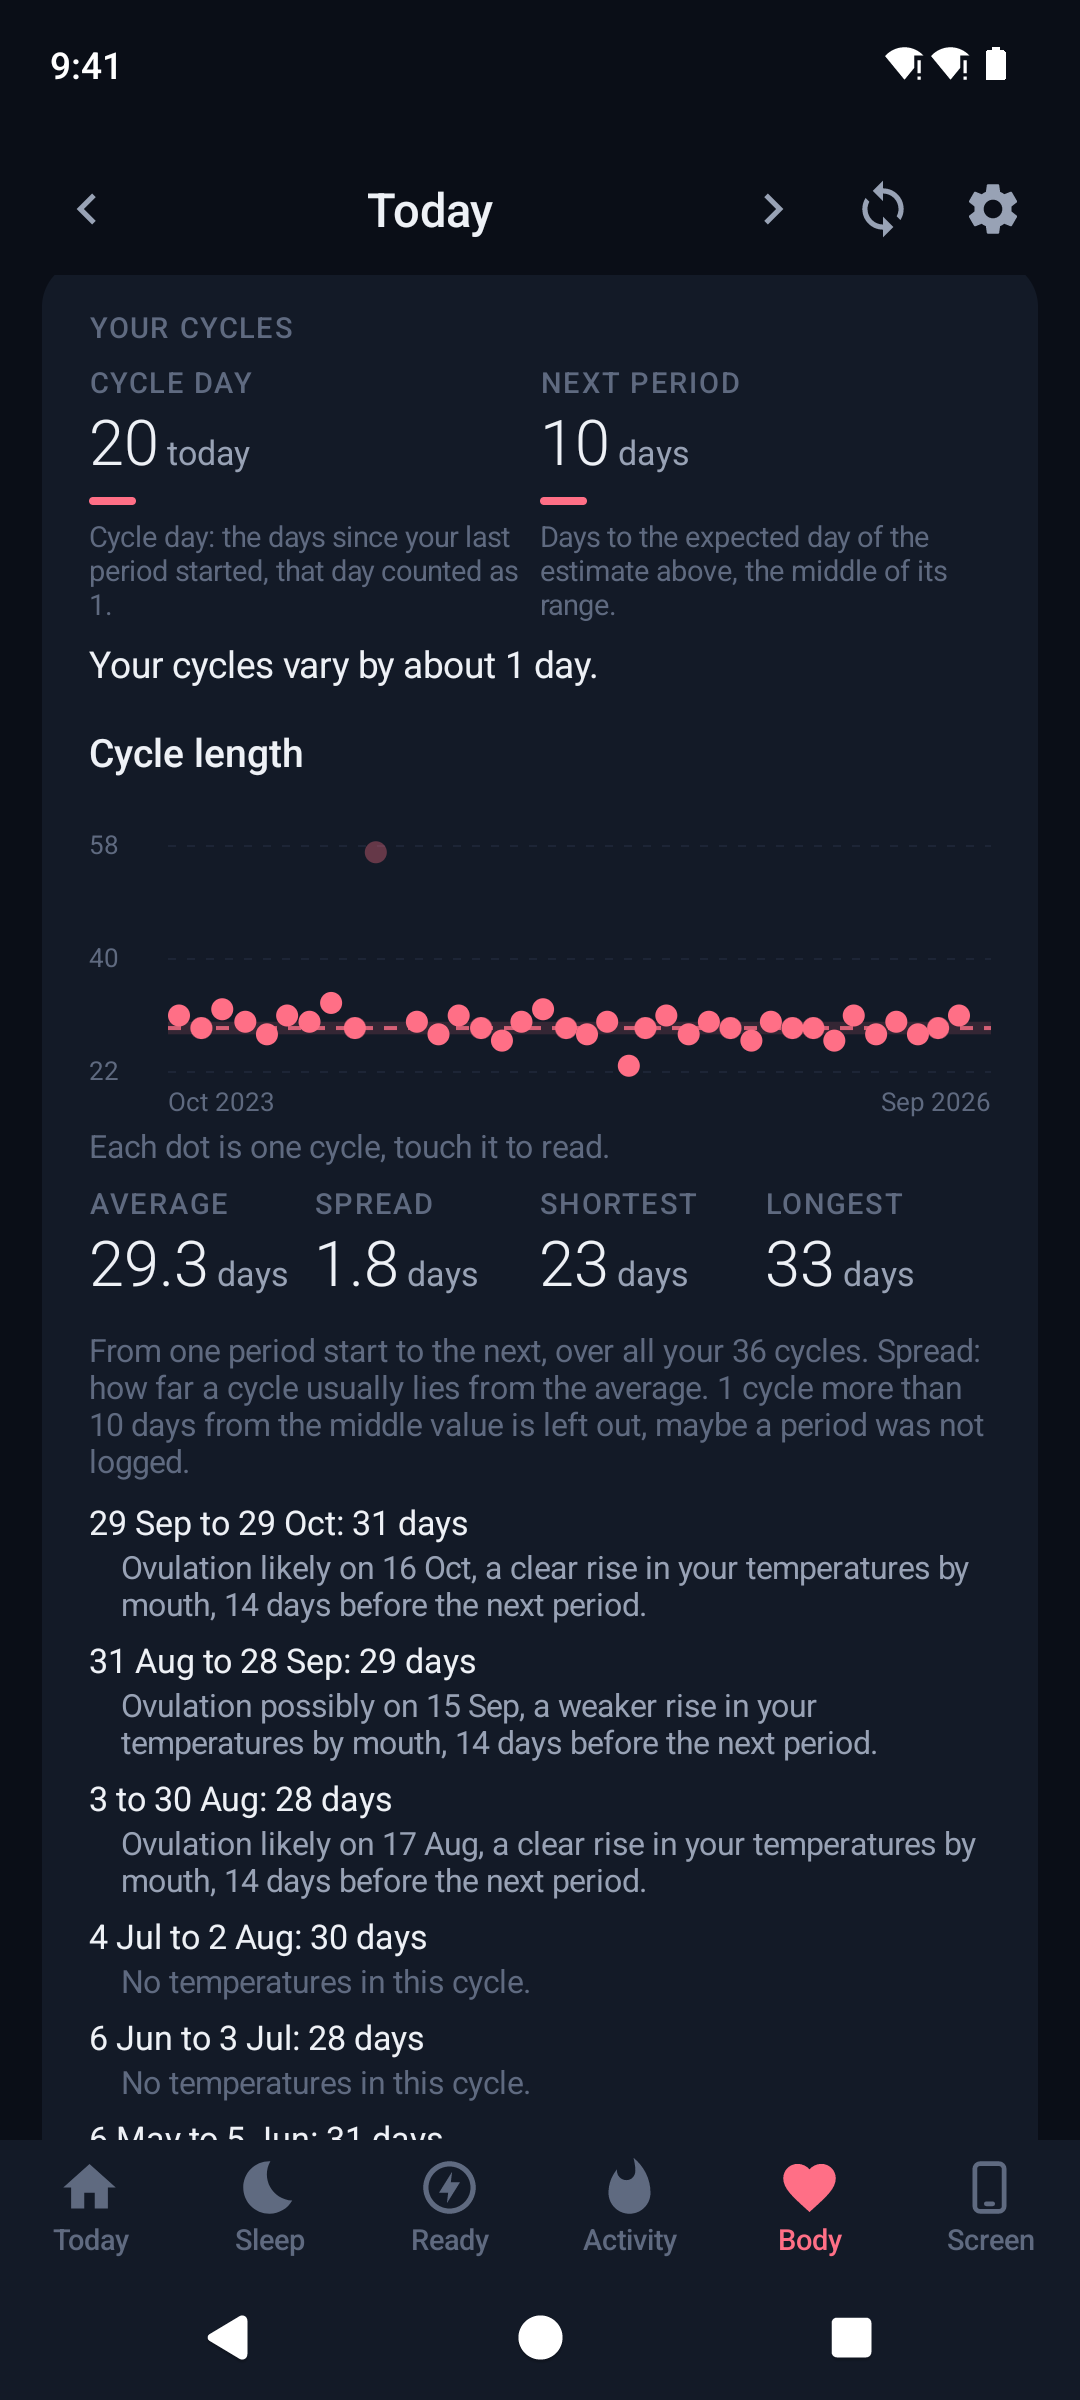 9:41
Today
YOUR CYCLES
CYCLE DAY
NEXT PERIOD
20 today
10 days
Cycle day: the days since your last
period started, that day counted as
1.
Days to the expected day of the
estimate above, the middle of its
range.
Your cycles vary by about 1 day.
Cycle length
58
40
22
Oct 2023
Sep 2026
Each dot is one cycle, touch it to read.
AVERAGE
SPREAD
SHORTEST
LONGEST
29.3 days
1.8 days
23 days
33 days
From one period start to the next, over all your 36 cycles. Spread:
how far a cycle usually lies from the average. 1 cycle more than
10 days from the middle value is left out, maybe a period was not
logged.
29 Sep to 29 Oct: 31 days
Ovulation likely on 16 Oct, a clear rise in your temperatures by
mouth, 14 days before the next period.
31 Aug to 28 Sep: 29 days
Ovulation possibly on 15 Sep, a weaker rise in your
temperatures by mouth, 14 days before the next period.
3 to 30 Aug: 28 days
Ovulation likely on 17 Aug, a clear rise in your temperatures by
mouth, 14 days before the next period.
4 Jul to 2 Aug: 30 days
No temperatures in this cycle.
6 Jun to 3 Jul: 28 days
No temperatures in this cycle.
6 May to 5 Jun: 31 days
Today
Sleep
Ready
Activity
Body
Screen